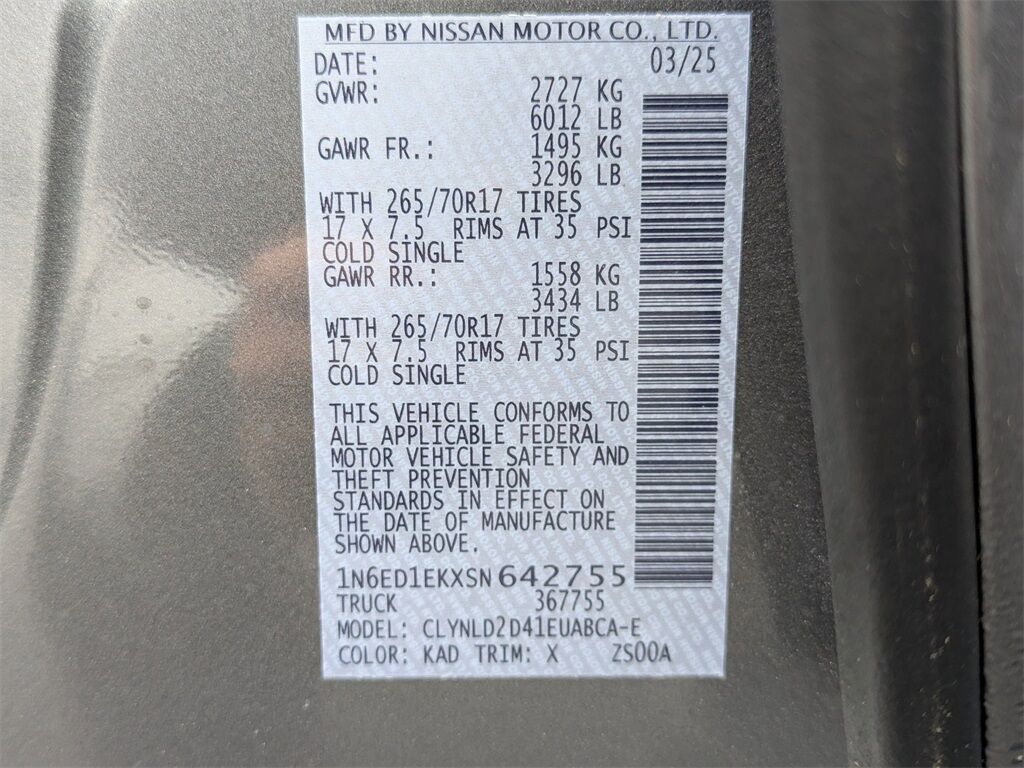 MFD BY NISSAN MOTOR CO., LTD.
DATE: 03/25
GVWR: 2727 KG
6012 LB
GAWR FR.: 1495 KG
3296 LB
WITH 265/70R17 TIRES
17 X 7.5 RIMS AT 35 PSI
COLD SINGLE
GAWR RR.: 1558 KG
3434 LB
WITH 265/70R17 TIRES
17 X 7.5 RIMS AT 35 PSI
COLD SINGLE
THIS VEHICLE CONFORMS TO
ALL APPLICABLE FEDERAL
MOTOR VEHICLE SAFETY AND
THEFT PREVENTION
STANDARDS IN EFFECT ON
THE DATE OF MANUFACTURE
SHOWN ABOVE.
1N6ED1EKXSN642755
TRUCK 367755
MODEL: CLYNLD2D41EUABCA-E
COLOR: KAD TRIM: X ZS00A